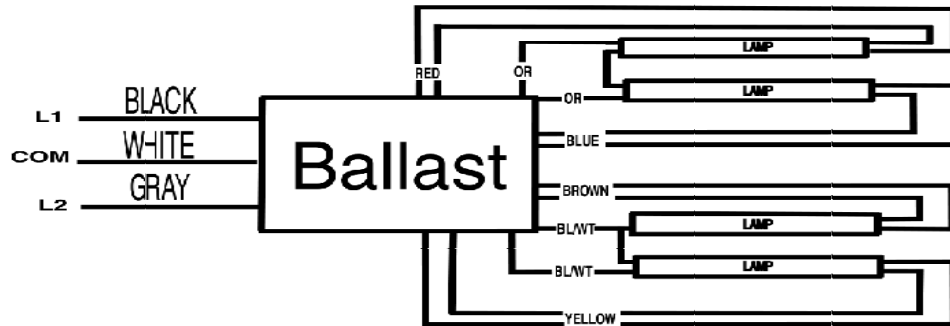 L1 BLACK
COM WHITE
L2 GRAY
Ballast
RED
OR
LAMP
OR
LAMP
BLUE
BROWN
BL/WT
LAMP
BL/WT
LAMP
YELLOW